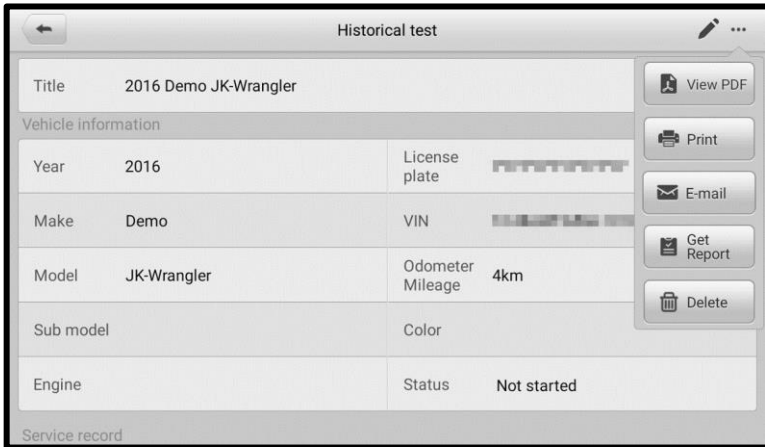 Historical test
Title 2016 Demo JK-Wrangler
View PDF
Vehicle information
Print
Year 2016 License
plate
E-mail
Make Demo VIN
Get
Report
Model JK-Wrangler Odometer
Mileage 4km
Delete
Sub model Color
Engine Status Not started
Service record